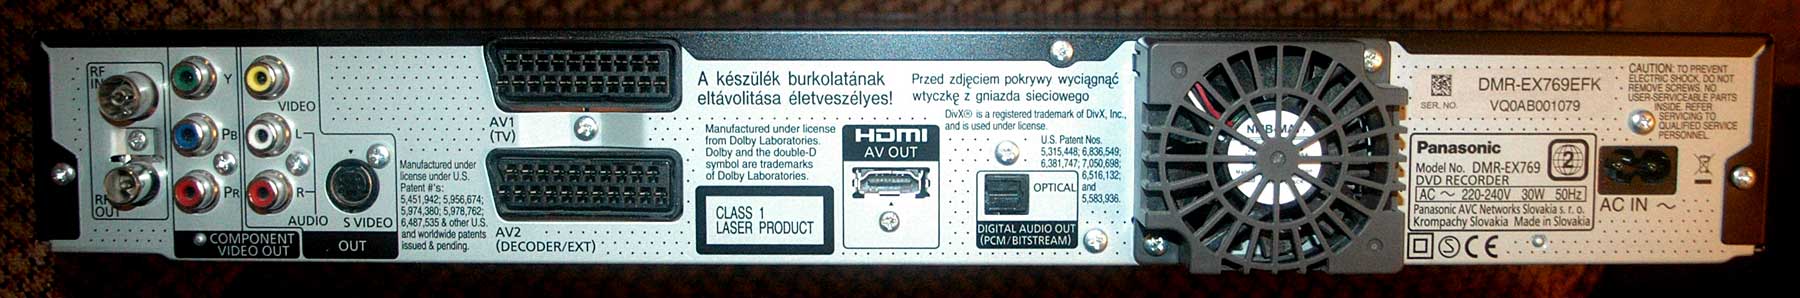 RF
IN
RF
OUT
Y
PB
PR
COMPONENT
VIDEO OUT
VIDEO
L
R
AUDIO
S VIDEO
OUT
Manufactured under
license under U.S.
Patent #'s:
5,451,942; 5,956,674;
5,974,380; 5,978,762;
6,487,535 & other U.S.
and worldwide patents
issued & pending.
AV1
(TV)
AV2
(DECODER/EXT)
A készülék burkolatának
eltávolitása életveszélyes!
Przed zdjęciem pokrywy wyciągnąć
wtyczkę z gniazda sieciowego
Manufactured under license
from Dolby Laboratories.
Dolby and the double-D
symbol are trademarks
of Dolby Laboratories.
CLASS 1
LASER PRODUCT
HDMI
AV OUT
DivX® is a registered trademark of DivX, Inc.,
and is used under license.
U.S. Patent Nos.
5,315,448; 6,836,549;
6,381,747; 7,050,698;
6,516,132;
and
5,583,936.
OPTICAL
DIGITAL AUDIO OUT
(PCM/BITSTREAM)
DMR-EX769EFK
SER. NO.
VQ0AB001079
Panasonic
Model No. DMR-EX769
DVD RECORDER
AC ~ 220-240V 30W 50Hz
Panasonic AVC Networks Slovakia s. r. o.
Krompachy Slovakia Made in Slovakia
2
S CE
CAUTION: TO PREVENT
ELECTRIC SHOCK, DO NOT
REMOVE SCREWS. NO
USER-SERVICEABLE PARTS
INSIDE. REFER
SERVICING TO
QUALIFIED SERVICE
PERSONNEL.
AC IN ~